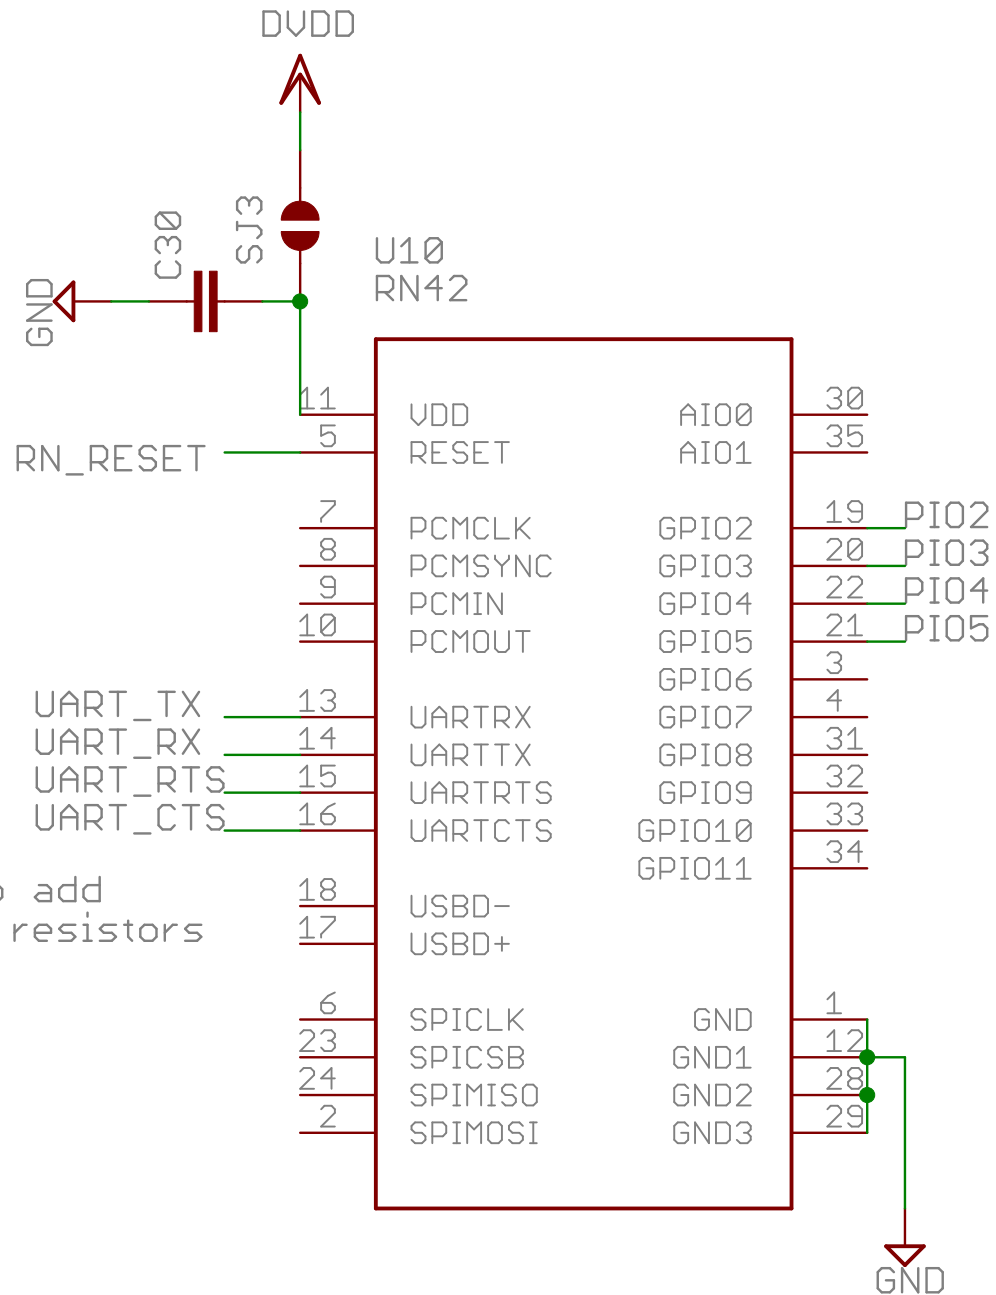 DVDD
SJ3
C30
GND
U10
RN42
11 VDD AIO0 30
RN_RESET 5 RESET AIO1 35
7 PCMCLK GPIO2 19 PIO2
8 PCMSYNC GPIO3 20 PIO3
9 PCMIN GPIO4 22 PIO4
10 PCMOUT GPIO5 21 PIO5
GPIO6 3
UART_TX 13 UARTRX GPIO7 4
UART_RX 14 UARTTX GPIO8 31
UART_RTS 15 UARTRTS GPIO9 32
UART_CTS 16 UARTCTS GPIO10 33
GPIO11 34
add
resistors
18 USBD-
17 USBD+
6 SPICLK GND 1
23 SPICSB GND1 12
24 SPIMISO GND2 28
2 SPIMOSI GND3 29
GND